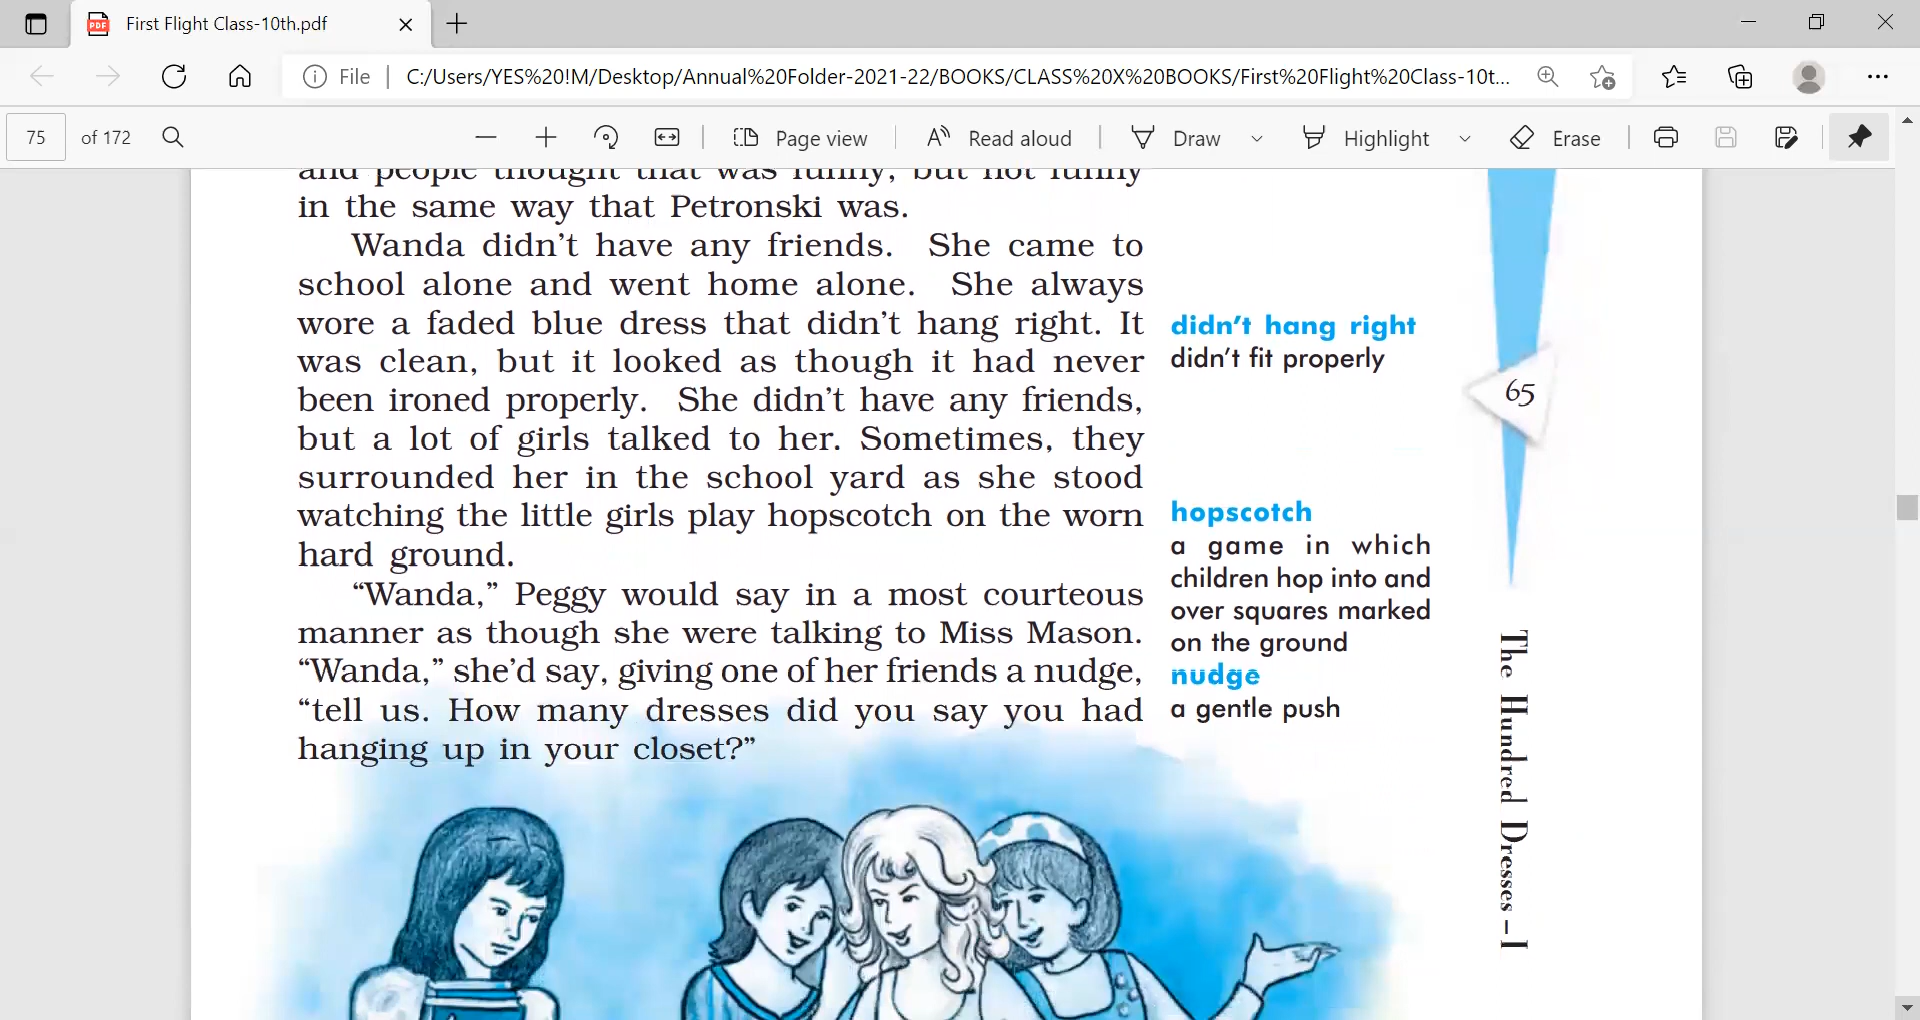 First Flight Class-10th.pdf
File
C:/Users/YES%20!M/Desktop/Annual%20Folder-2021-22/BOOKS/CLASS%20X%20BOOKS/First%20Flight%20Class-10t...
75 of 172
Page view
Read aloud
Draw
Highlight
Erase
and people thought that was funny, but not funny
in the same way that Petronski was.
Wanda didn’t have any friends. She came to
school alone and went home alone. She always
wore a faded blue dress that didn’t hang right. It
was clean, but it looked as though it had never
been ironed properly. She didn’t have any friends,
but a lot of girls talked to her. Sometimes, they
surrounded her in the school yard as she stood
watching the little girls play hopscotch on the worn
hard ground.
“Wanda,” Peggy would say in a most courteous
manner as though she were talking to Miss Mason.
“Wanda,” she’d say, giving one of her friends a nudge,
“tell us. How many dresses did you say you had
hanging up in your closet?”
didn’t hang right
didn’t fit properly
hopscotch
a game in which
children hop into and
over squares marked
on the ground
nudge
a gentle push
65
The Hundred Dresses – I